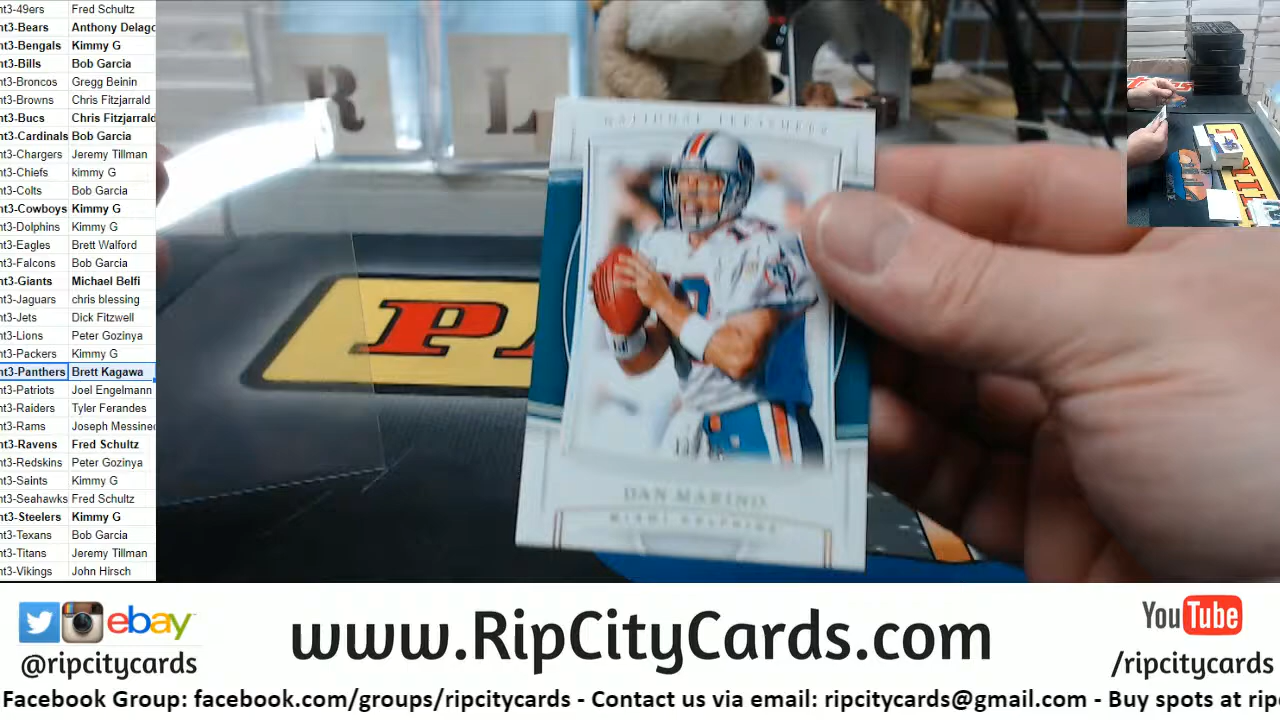 nt3-49ers Fred Schultz
nt3-Bears Anthony Delago
nt3-Bengals Kimmy G
nt3-Bills Bob Garcia
nt3-Broncos Gregg Beinin
nt3-Browns Chris Fitzjarrald
nt3-Bucs Chris Fitzjarrald
nt3-Cardinals Bob Garcia
nt3-Chargers Jeremy Tillman
nt3-Chiefs kimmy G
nt3-Colts Bob Garcia
nt3-Cowboys Kimmy G
nt3-Dolphins Kimmy G
nt3-Eagles Brett Walford
nt3-Falcons Bob Garcia
nt3-Giants Michael Belfi
nt3-Jaguars chris blessing
nt3-Jets Dick Fitzwell
nt3-Lions Peter Gozinya
nt3-Packers Kimmy G
nt3-Panthers Brett Kagawa
nt3-Patriots Joel Engelmann
nt3-Raiders Tyler Ferandes
nt3-Rams Joseph Messineo
nt3-Ravens Fred Schultz
nt3-Redskins Peter Gozinya
nt3-Saints Kimmy G
nt3-Seahawks Fred Schultz
nt3-Steelers Kimmy G
nt3-Texans Bob Garcia
nt3-Titans Jeremy Tillman
nt3-Vikings John Hirsch
R L
NATIONAL TREASURES
PA
DAN MARINO
MIAMI DOLPHINS
ebay
@ripcitycards
www.RipCityCards.com
YouTube
/ripcitycards
Facebook Group: facebook.com/groups/ripcitycards - Contact us via email: ripcitycards@gmail.com - Buy spots at rip